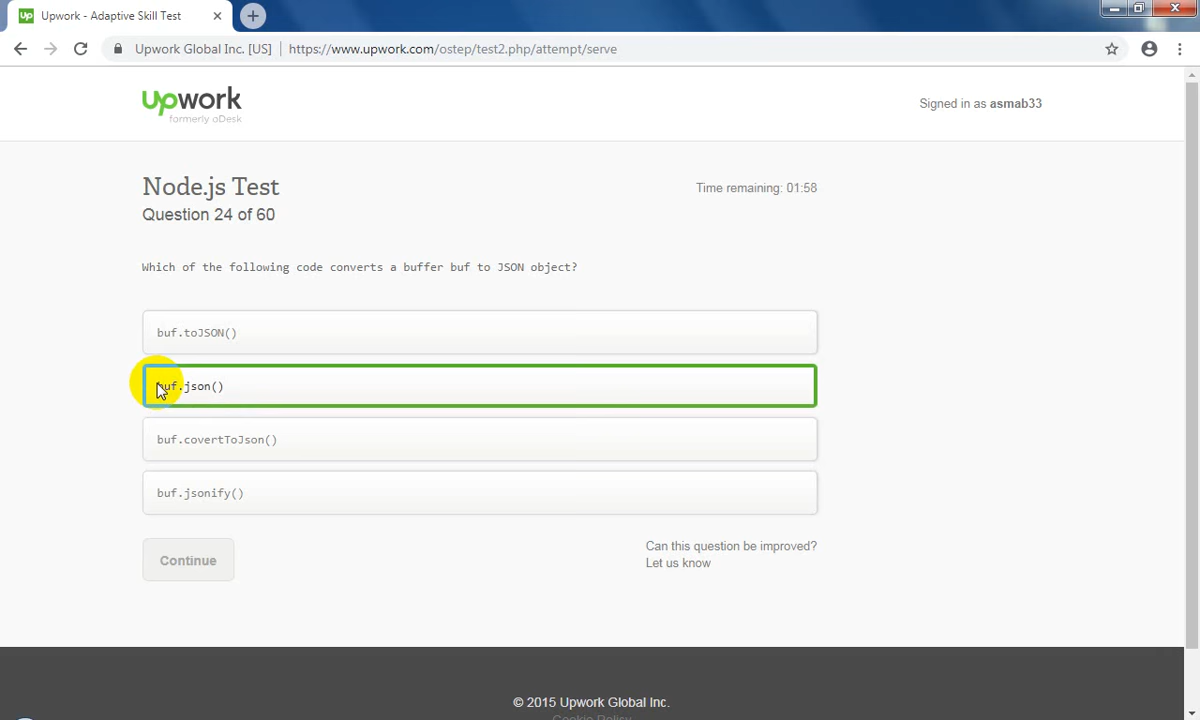 Upwork - Adaptive Skill Test
Upwork Global Inc. [US] https://www.upwork.com/ostep/test2.php/attempt/serve
upwork
formerly oDesk
Signed in as asmab33
Node.js Test
Time remaining: 01:58
Question 24 of 60
Which of the following code converts a buffer buf to JSON object?
buf.toJSON()
buf.json()
buf.covertToJson()
buf.jsonify()
Continue
Can this question be improved?
Let us know
© 2015 Upwork Global Inc.
Cookie Policy